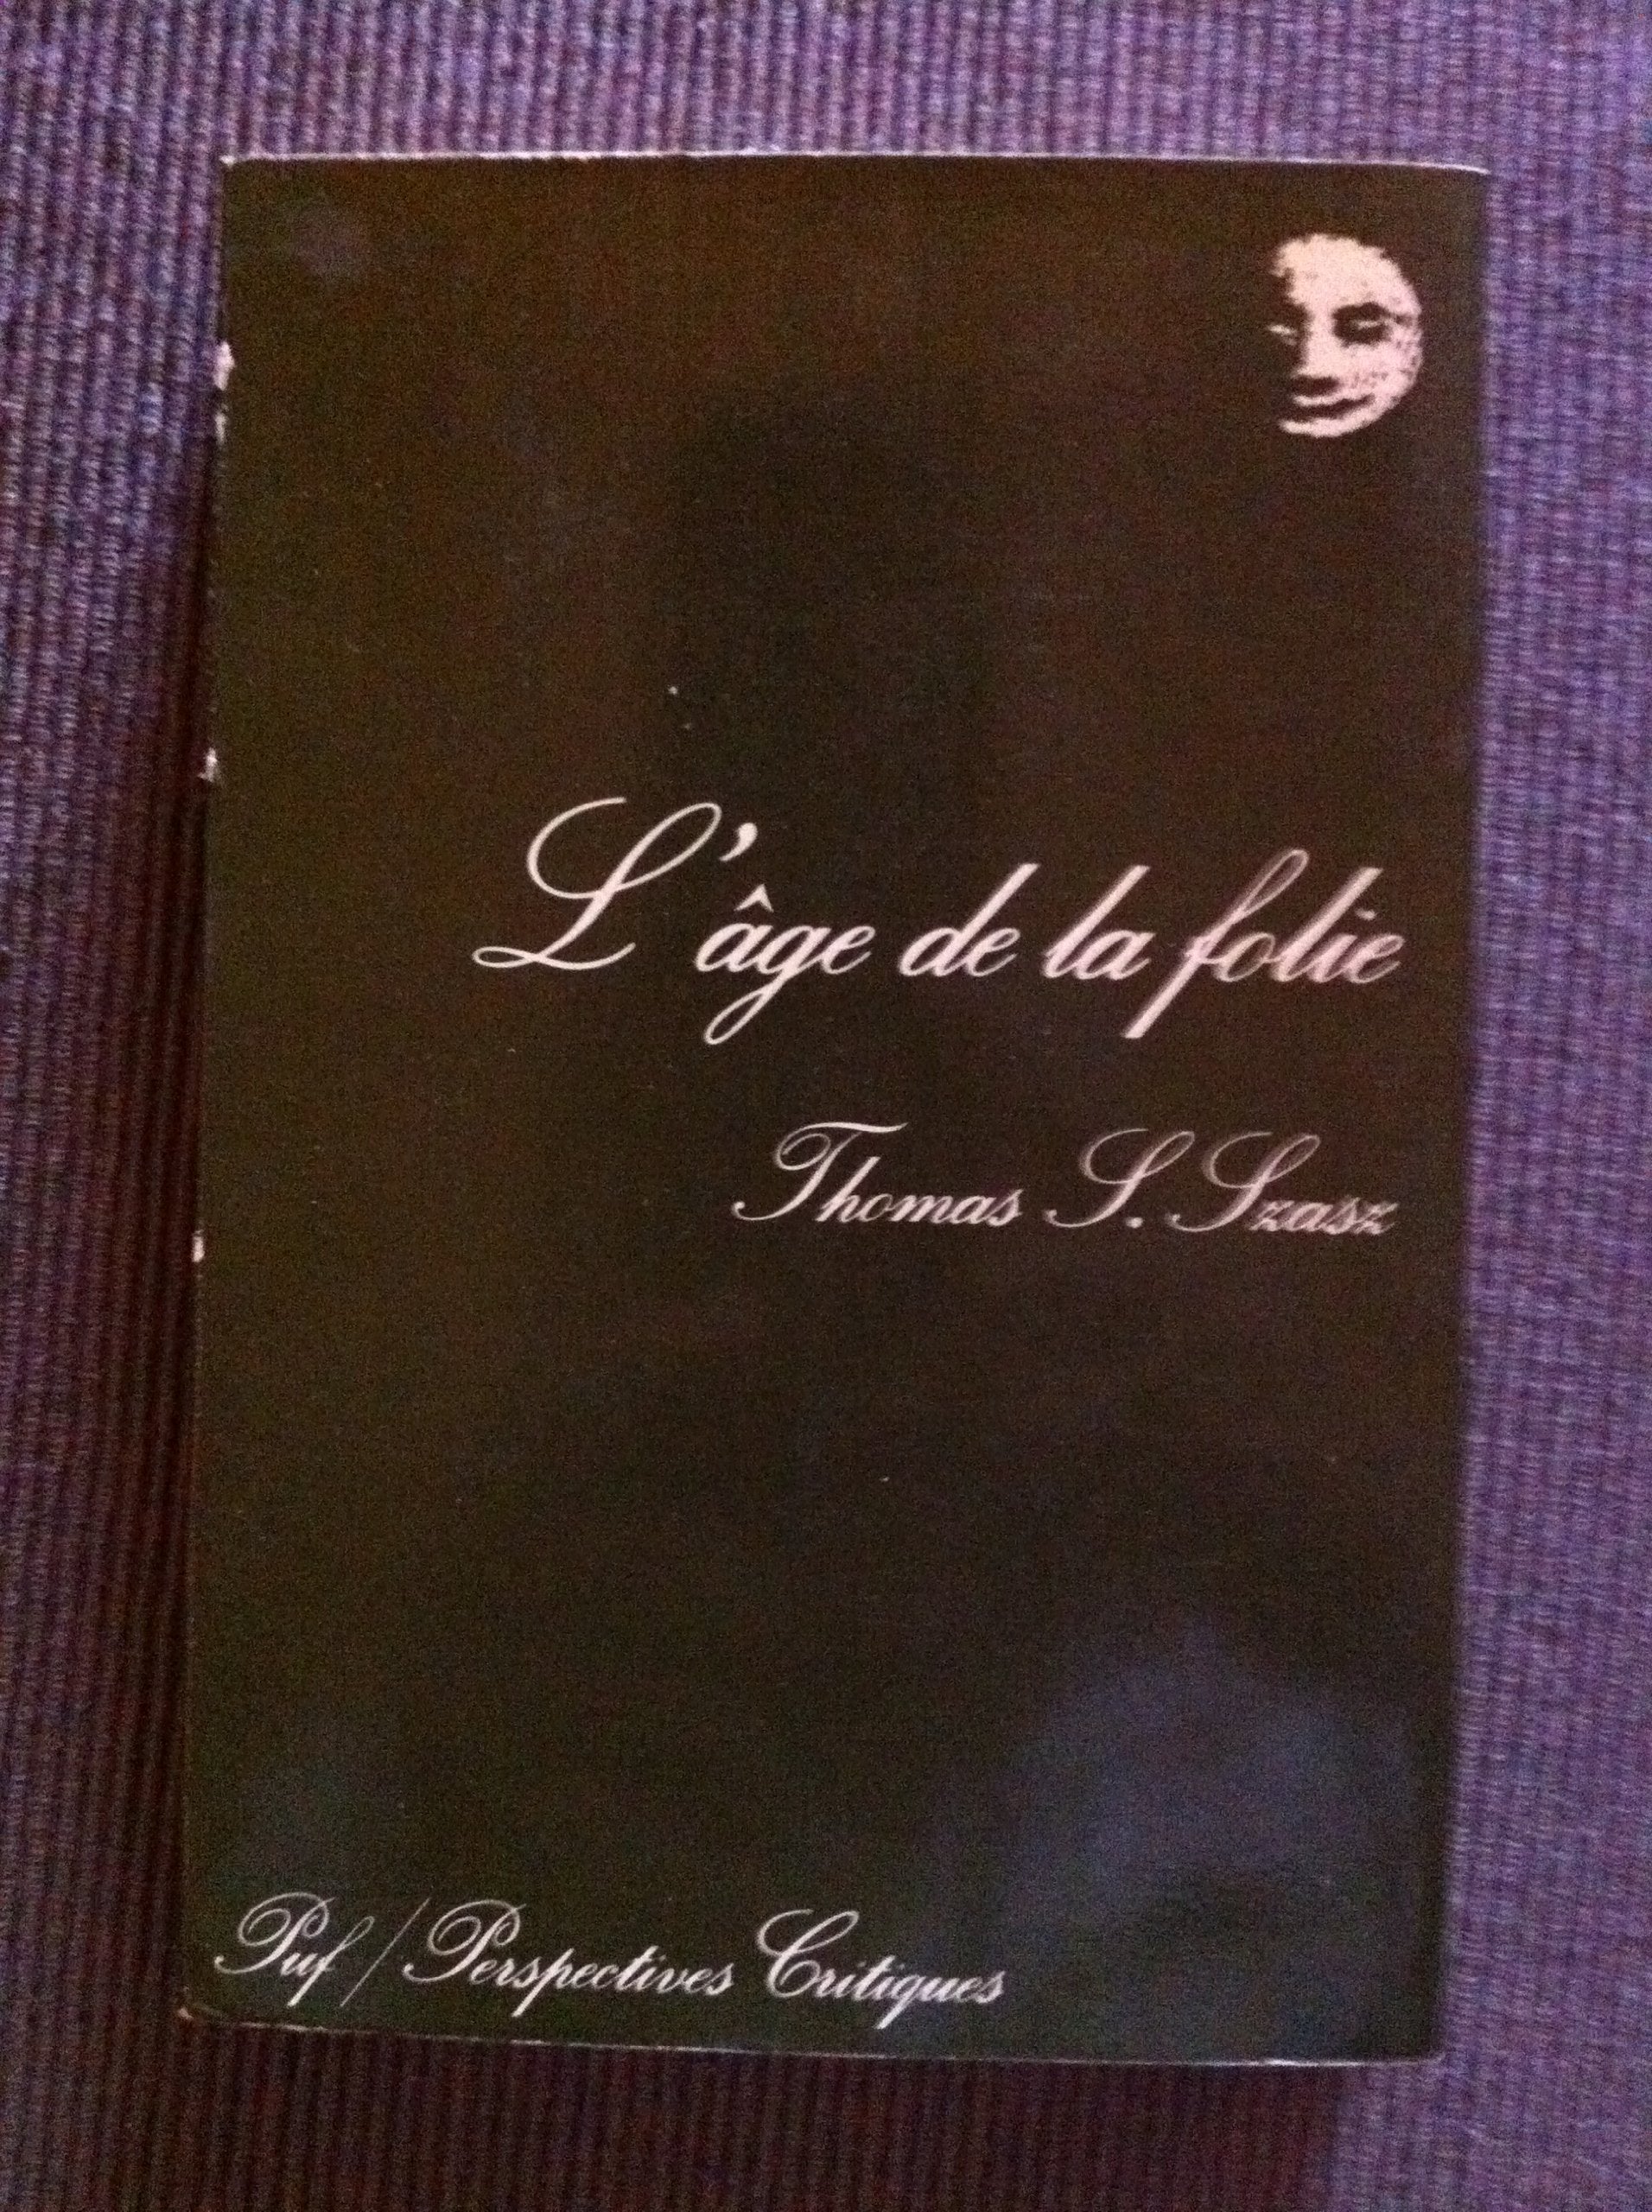 L'âge de la folie
Thomas S. Szasz
Puf / Perspectives Critiques